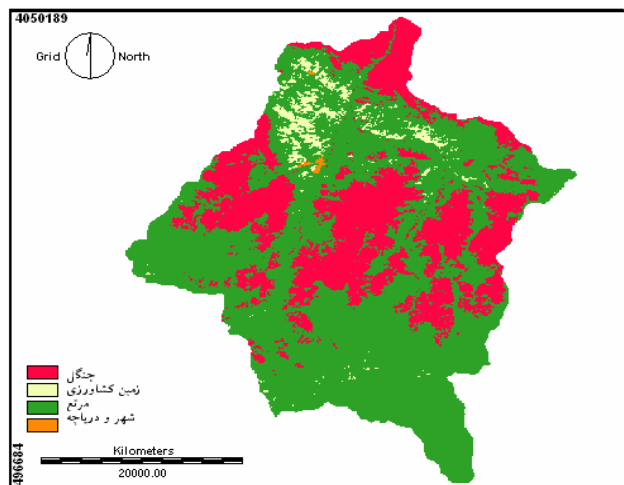 4050189
Grid North
جنگل
زمین کشاورزی
مرتع
شهر و دریاچه
Kilometers
20000.00
496684